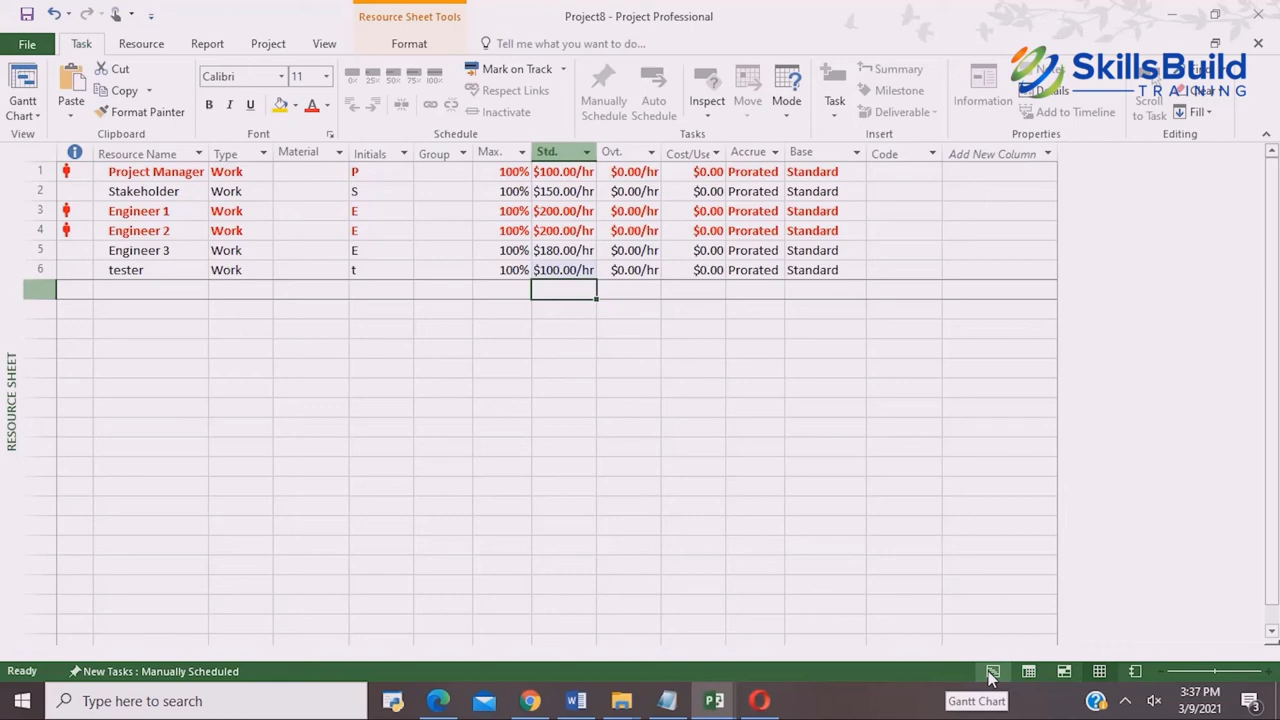 Resource Sheet Tools
Project8 - Project Professional
File Task Resource Report Project View Format Tell me what you want to do...
SkillsBuild
TRAINING
Gantt Chart
Paste
Cut
Copy
Format Painter
Calibri 11
B I U A
0% 25% 50% 75% 100%
Mark on Track
Respect Links
Inactivate
Manually Schedule
Auto Schedule
Inspect
Move
Mode
Task
Summary
Milestone
Deliverable
Information
Details
Add to Timeline
Scroll to Task
Clear
Fill
View Clipboard Font Schedule Tasks Insert Properties Editing
Resource Name Type Material Initials Group Max. Std. Ovt. Cost/Use Accrue Base Code Add New Column
1 Project Manager Work P 100% $100.00/hr $0.00/hr $0.00 Prorated Standard
2 Stakeholder Work S 100% $150.00/hr $0.00/hr $0.00 Prorated Standard
3 Engineer 1 Work E 100% $200.00/hr $0.00/hr $0.00 Prorated Standard
4 Engineer 2 Work E 100% $200.00/hr $0.00/hr $0.00 Prorated Standard
5 Engineer 3 Work E 100% $180.00/hr $0.00/hr $0.00 Prorated Standard
6 tester Work t 100% $100.00/hr $0.00/hr $0.00 Prorated Standard
RESOURCE SHEET
Ready New Tasks : Manually Scheduled
Gantt Chart
Type here to search
3:37 PM
3/9/2021
3